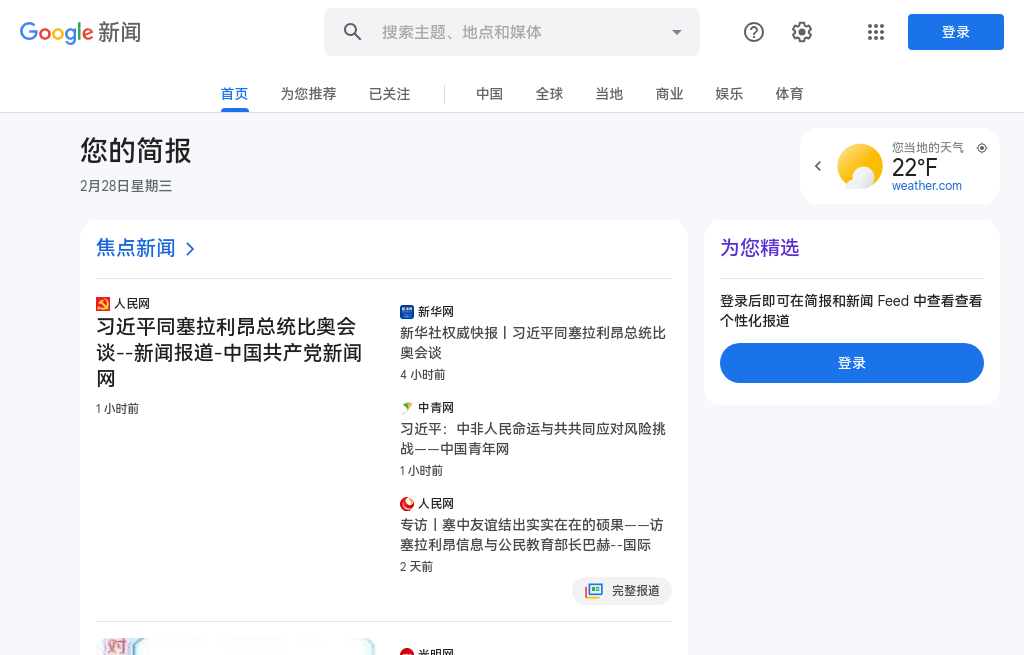 Google 新闻
搜索主题、地点和媒体
登录
首页
为您推荐
已关注
中国
全球
当地
商业
娱乐
体育
您的简报
2月28日星期三
您当地的天气
22°F
weather.com
焦点新闻
人民网
习近平同塞拉利昂总统比奥会
谈--新闻报道-中国共产党新闻
网
1 小时前
新华网
新华社权威快报丨习近平同塞拉利昂总统比
奥会谈
4 小时前
中青网
习近平：中非人民命运与共共同应对风险挑
战——中国青年网
1 小时前
人民网
专访丨塞中友谊结出实实在在的硕果——访
塞拉利昂信息与公民教育部长巴赫--国际
2 天前
完整报道
为您精选
登录后即可在简报和新闻 Feed 中查看查看
个性化报道
登录
对
光明网